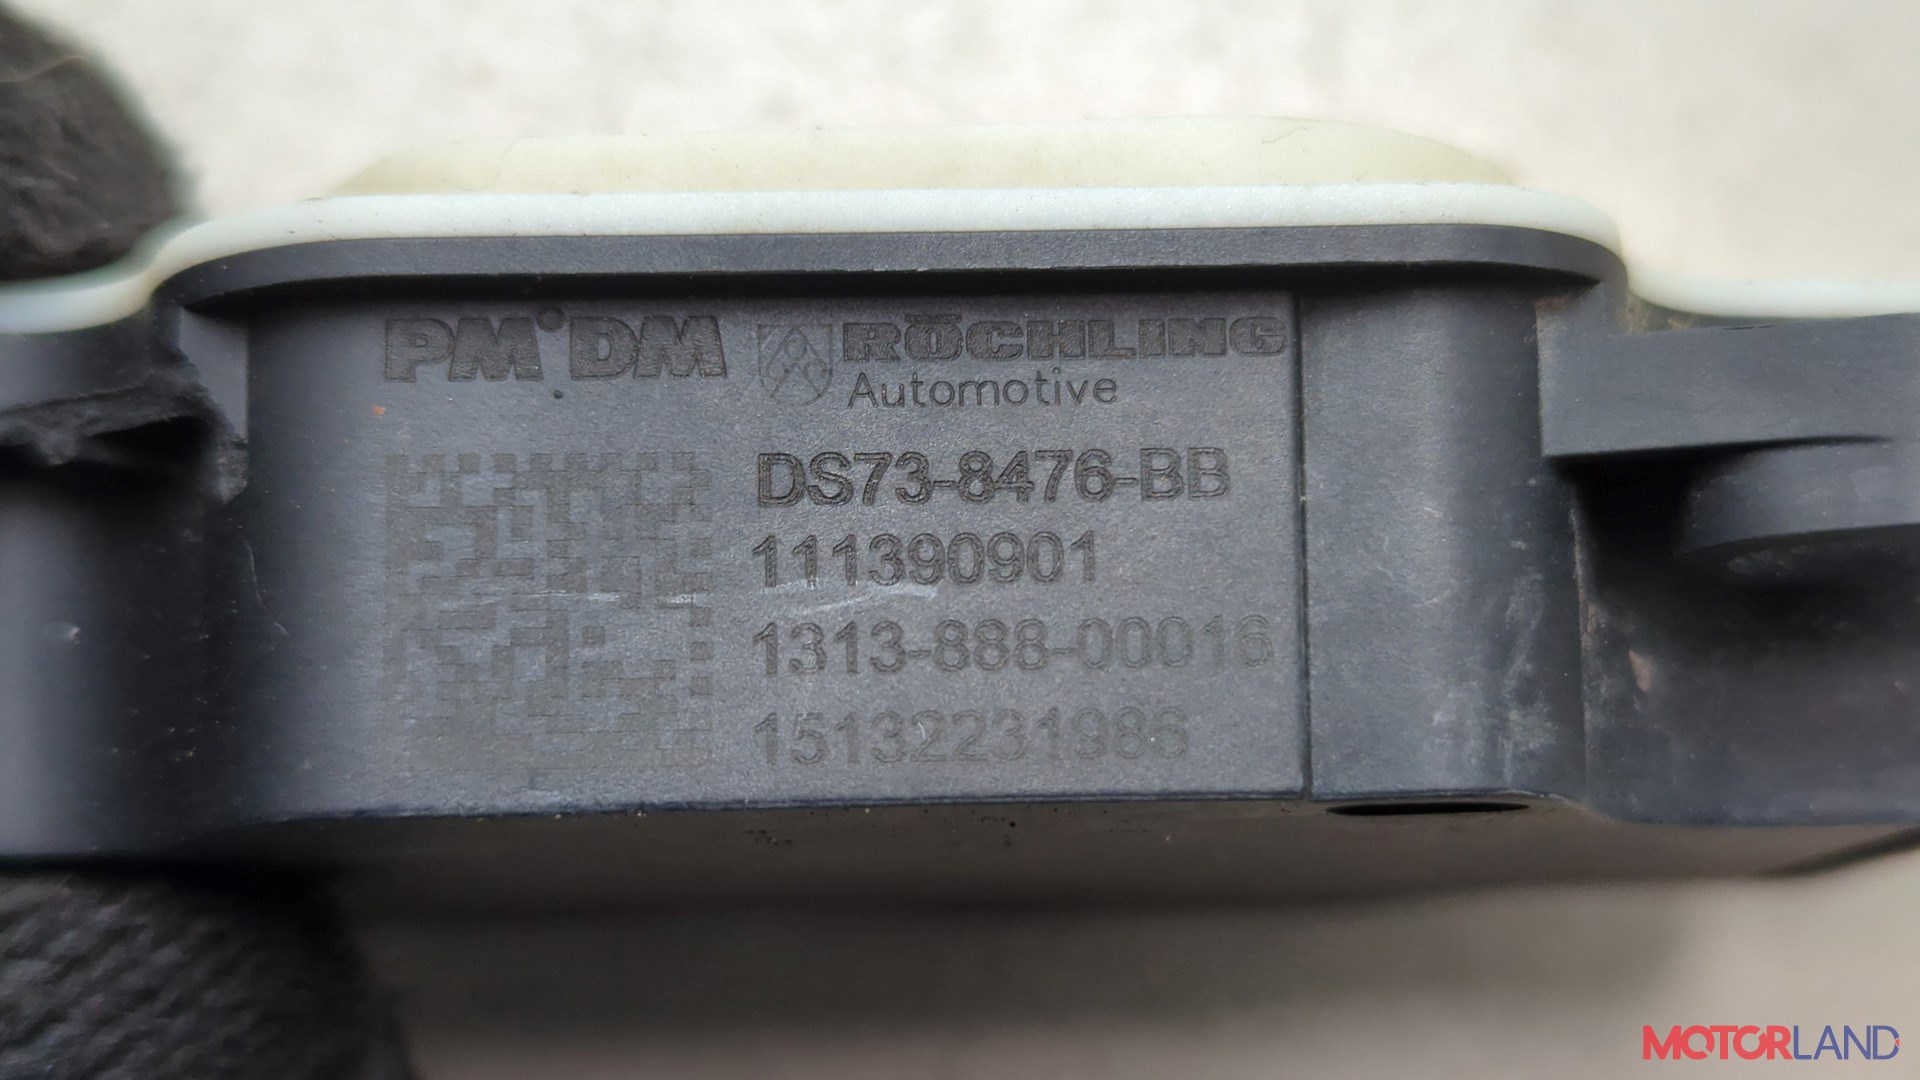 PM°DM RÖCHLING
Automotive
DS73-8476-BB
111390901
1313-888-00016
15132231986
MOTORLAND